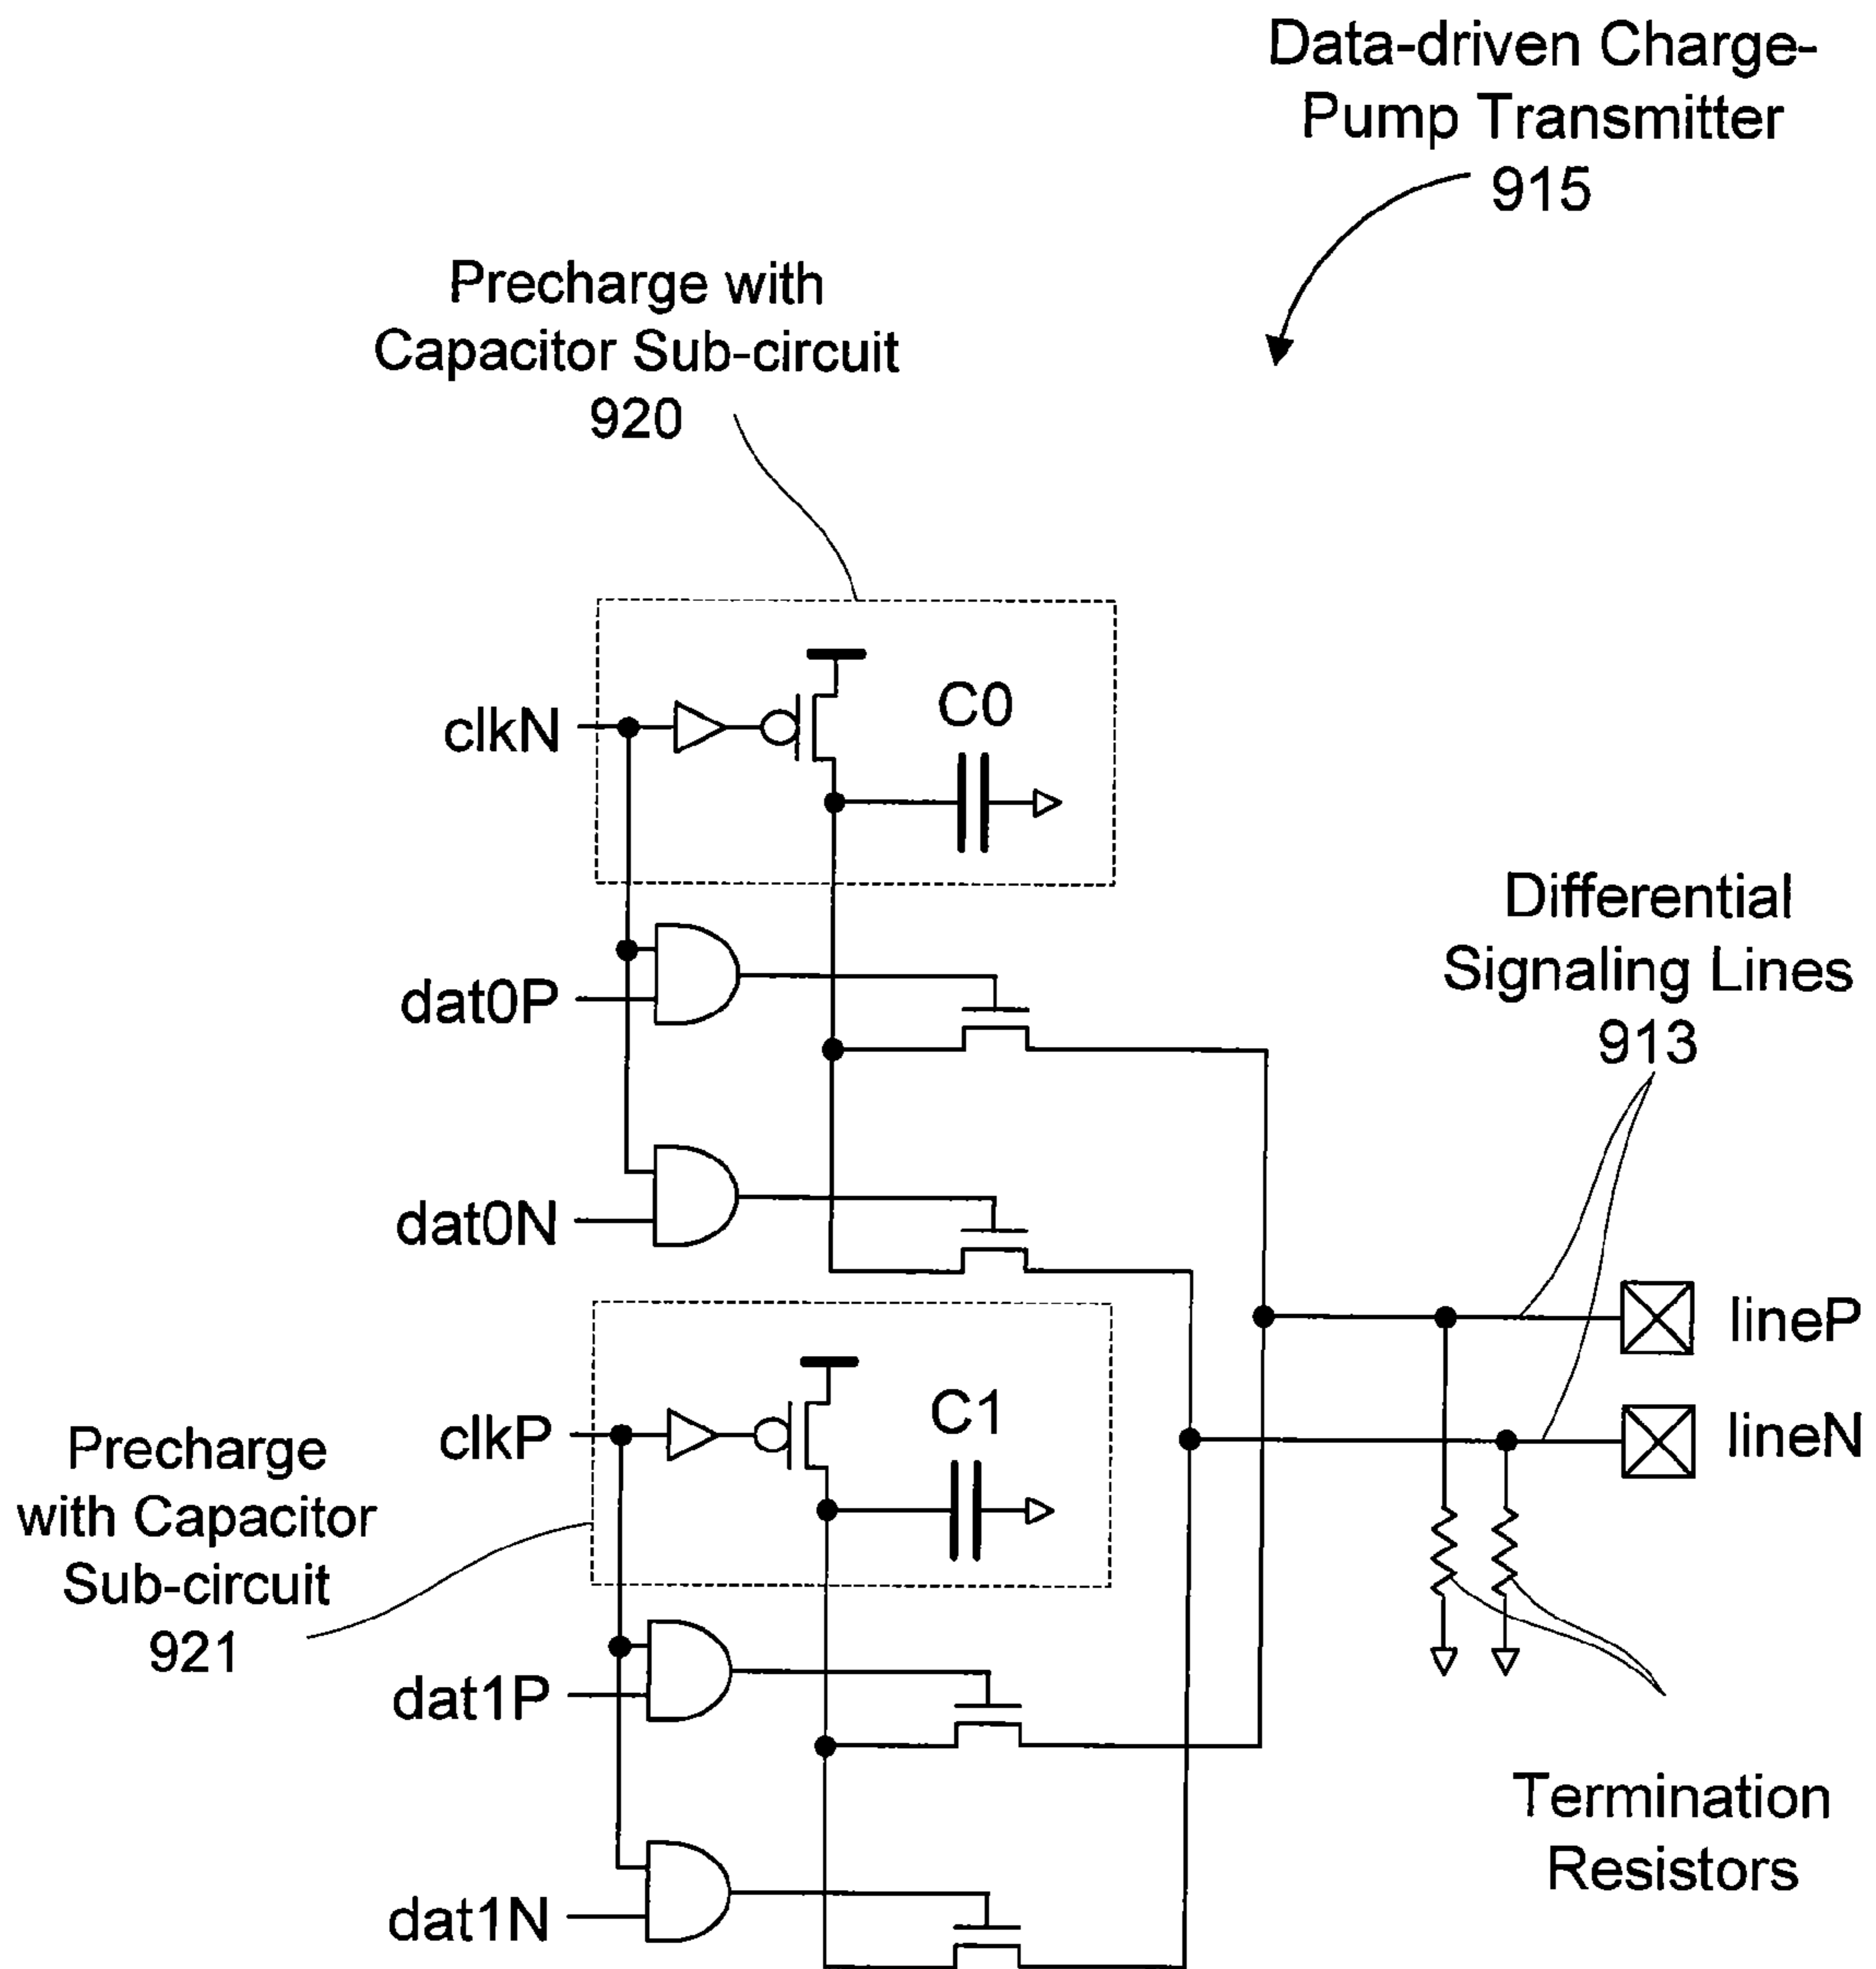 Data-driven Charge-
Pump Transmitter
915
Precharge with
Capacitor Sub-circuit
920
clkN
C0
dat0P
dat0N
Differential
Signaling Lines
913
lineP
lineN
clkP
C1
Precharge
with Capacitor
Sub-circuit
921
dat1P
dat1N
Termination
Resistors